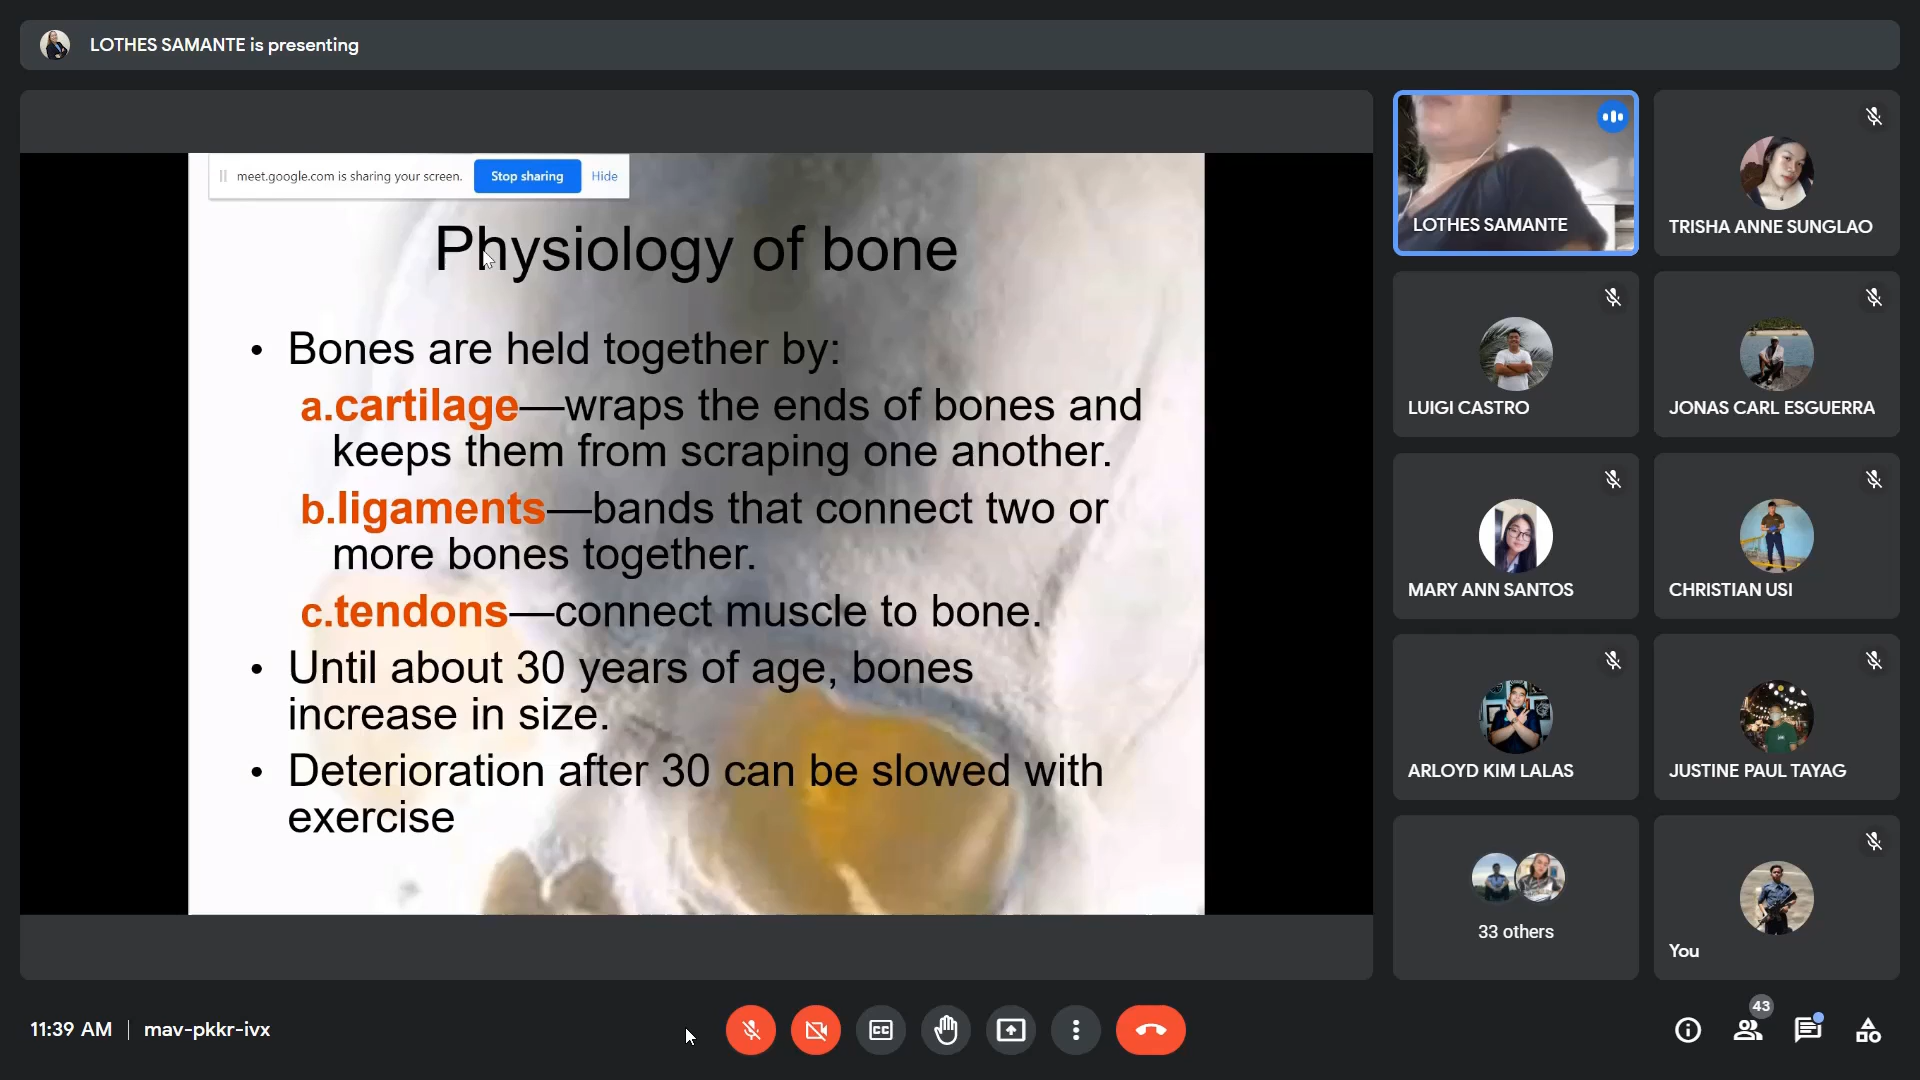 LOTHES SAMANTE is presenting
meet.google.com is sharing your screen. Stop sharing Hide
Physiology of bone
• Bones are held together by:
a.cartilage—wraps the ends of bones and
keeps them from scraping one another.
b.ligaments—bands that connect two or
more bones together.
c.tendons—connect muscle to bone.
• Until about 30 years of age, bones
increase in size.
• Deterioration after 30 can be slowed with
exercise
LOTHES SAMANTE
TRISHA ANNE SUNGLAO
LUIGI CASTRO
JONAS CARL ESGUERRA
MARY ANN SANTOS
CHRISTIAN USI
ARLOYD KIM LALAS
JUSTINE PAUL TAYAG
33 others
You
11:39 AM | mav-pkkr-ivx
CC
43